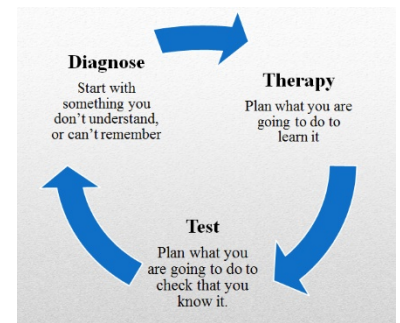 Diagnose
Start with
something you
don't understand,
or can't remember
Therapy
Plan what you are
going to do to
learn it
Test
Plan what you
are going to do to
check that you
know it.